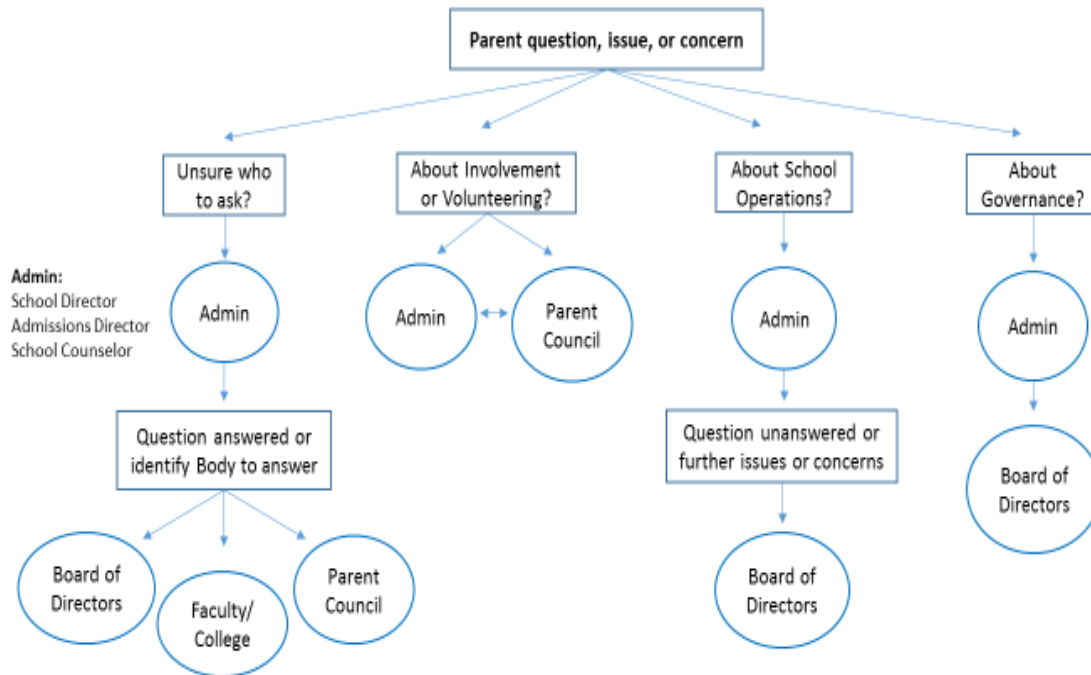 Parent question, issue, or concern
Unsure who
to ask?
About Involvement
or Volunteering?
About School
Operations?
About
Governance?
Admin:
School Director
Admissions Director
School Counselor
Admin
Admin
Parent
Council
Admin
Admin
Question answered or
identify Body to answer
Question unanswered or
further issues or concerns
Board of
Directors
Board of
Directors
Faculty/
College
Parent
Council
Board of
Directors